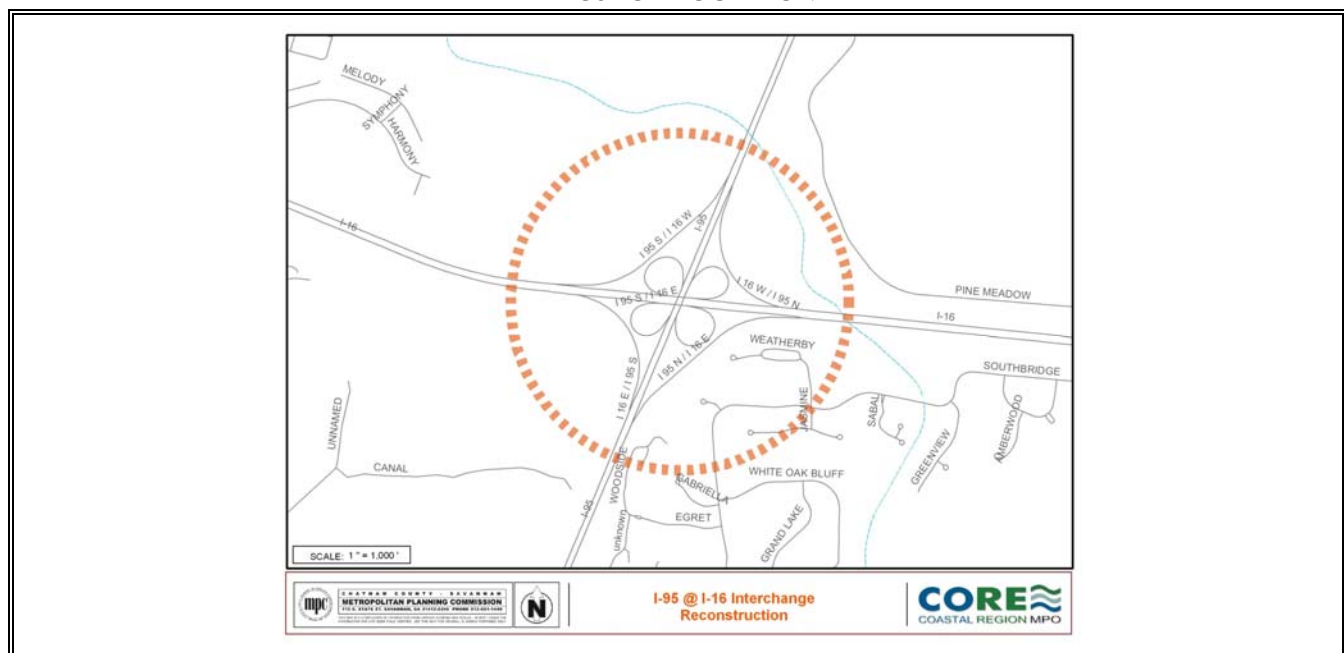 MELODY
SYMPHONY
HARMONY
I-16
I 95 S / I 16 W
I-95
I 95 S / I 16 E
I 16 W / I 95 N
PINE MEADOW
I-16
WEATHERBY
I 95 N / I 16 E
I 16 E / I 95 S
SOUTHBRIDGE
JASMINE
SABAL
AMBERWOOD
GREENVIEW
UNNAMED
CANAL
WOODSIDE
WHITE OAK BLUFF
GABRIELLA
I-95
unknown
EGRET
GRAND LAKE
SCALE: 1 " = 1,000 '
mpc
CHATHAM COUNTY - SAVANNAH
METROPOLITAN PLANNING COMMISSION
N
I-95 @ I-16 Interchange
Reconstruction
CORE
COASTAL REGION MPO